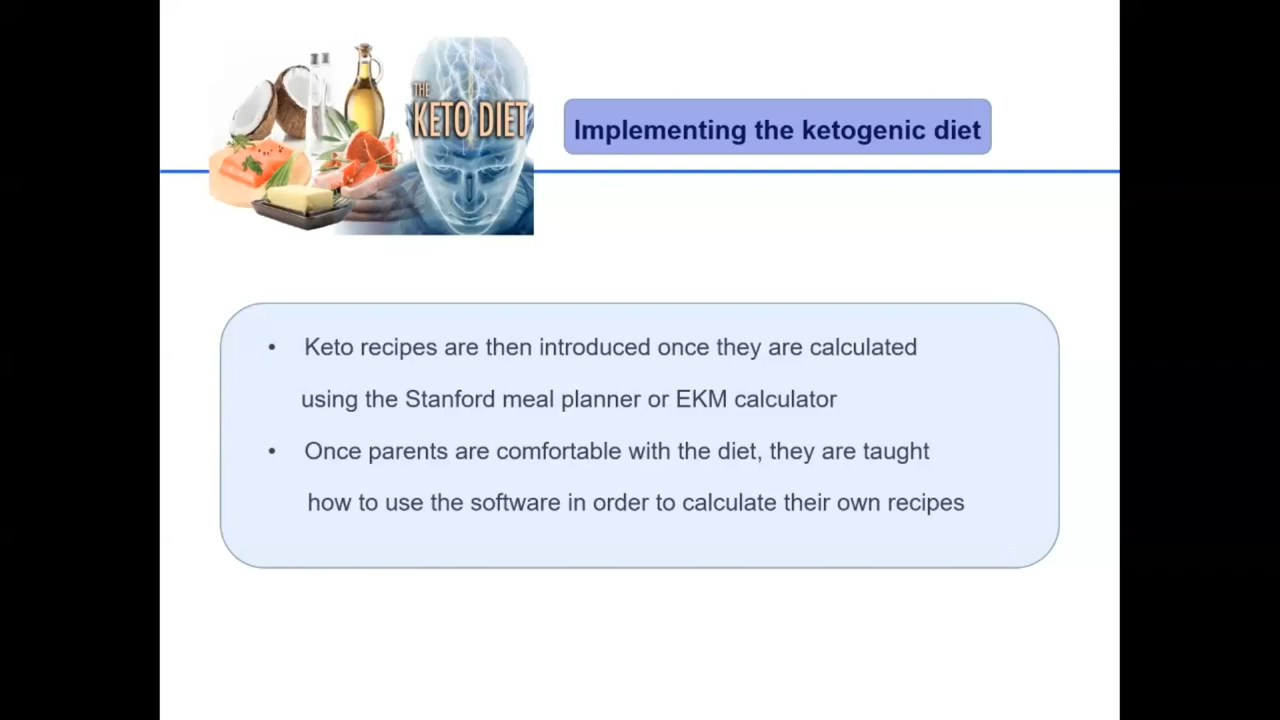 THE
KETO DIET
Implementing the ketogenic diet
• Keto recipes are then introduced once they are calculated
using the Stanford meal planner or EKM calculator
• Once parents are comfortable with the diet, they are taught
how to use the software in order to calculate their own recipes